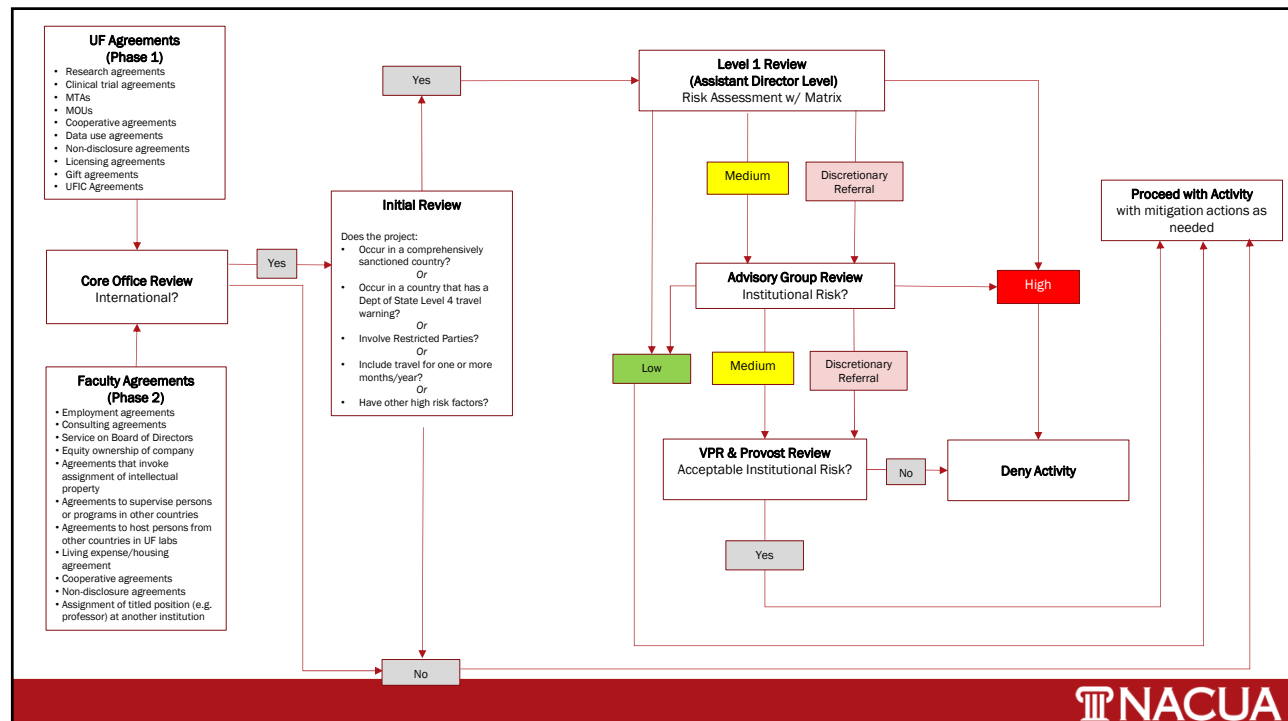 UF Agreements
(Phase 1)
• Research agreements
• Clinical trial agreements
• MTAs
• MOUs
• Cooperative agreements
• Data use agreements
• Non-disclosure agreements
• Licensing agreements
• Gift agreements
• UFIC Agreements
Core Office Review
International?
Faculty Agreements
(Phase 2)
• Employment agreements
• Consulting agreements
• Service on Board of Directors
• Equity ownership of company
• Agreements that invoke
assignment of intellectual
property
• Agreements to supervise persons
or programs in other countries
• Agreements to host persons from
other countries in UF labs
• Living expense/housing
agreement
• Cooperative agreements
• Non-disclosure agreements
• Assignment of titled position (e.g.
professor) at another institution
Yes
Initial Review
Does the project:
• Occur in a comprehensively
sanctioned country?
Or
• Occur in a country that has a
Dept of State Level 4 travel
warning?
Or
• Involve Restricted Parties?
Or
• Include travel for one or more
months/year?
Or
• Have other high risk factors?
Yes
No
Level 1 Review
(Assistant Director Level)
Risk Assessment w/ Matrix
Medium
Discretionary
Referral
Advisory Group Review
Institutional Risk?
High
Low
Medium
Discretionary
Referral
VPR & Provost Review
Acceptable Institutional Risk?
No
Deny Activity
Yes
Proceed with Activity
with mitigation actions as
needed
NACUA